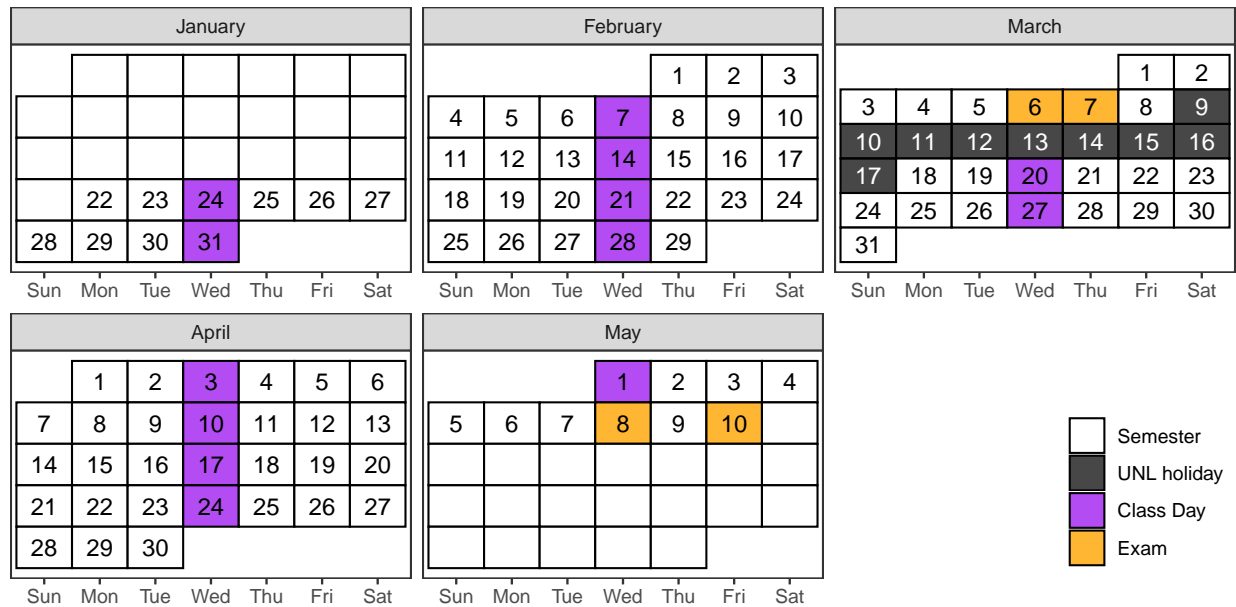 January
22 23 24 25 26 27
28 29 30 31
Sun Mon Tue Wed Thu Fri Sat
February
1 2 3
4 5 6 7 8 9 10
11 12 13 14 15 16 17
18 19 20 21 22 23 24
25 26 27 28 29
Sun Mon Tue Wed Thu Fri Sat
March
1 2
3 4 5 6 7 8 9
10 11 12 13 14 15 16
17 18 19 20 21 22 23
24 25 26 27 28 29 30
31
Sun Mon Tue Wed Thu Fri Sat
April
1 2 3 4 5 6
7 8 9 10 11 12 13
14 15 16 17 18 19 20
21 22 23 24 25 26 27
28 29 30
Sun Mon Tue Wed Thu Fri Sat
May
1 2 3 4
5 6 7 8 9 10
Sun Mon Tue Wed Thu Fri Sat
Semester
UNL holiday
Class Day
Exam